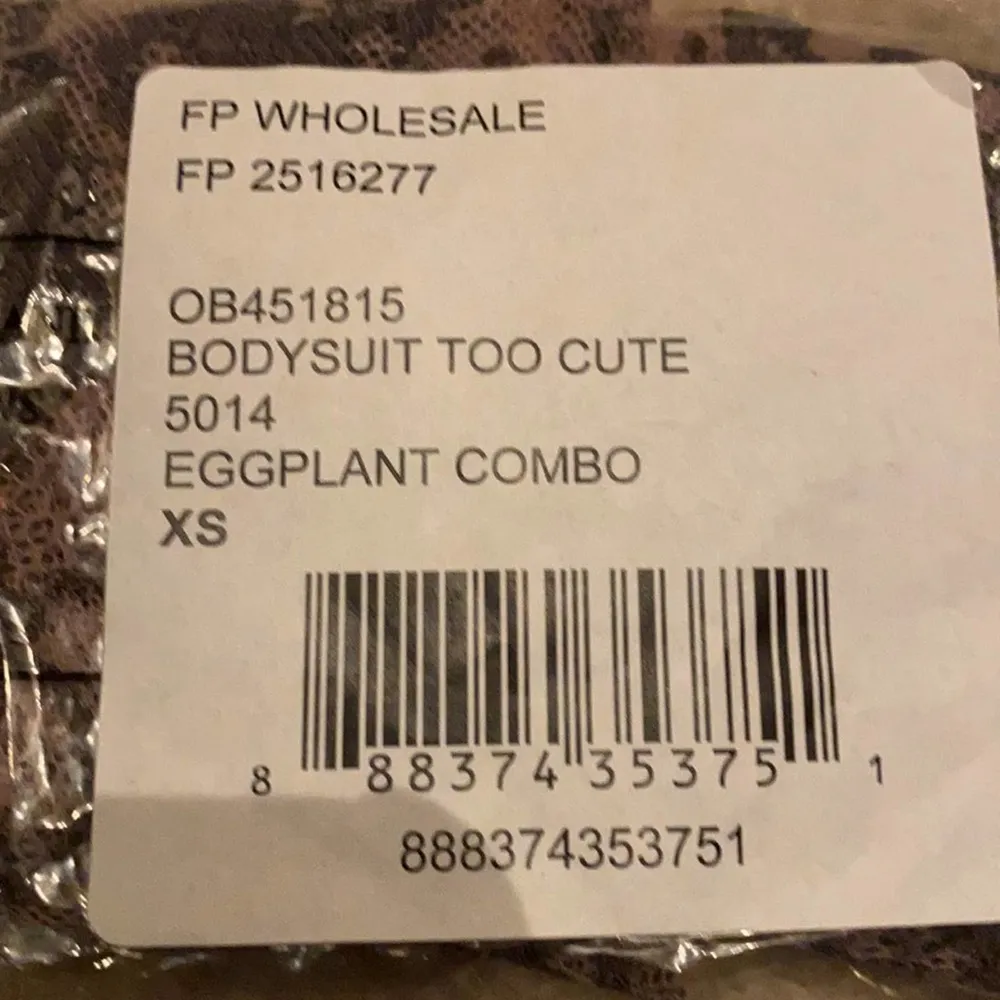 FP WHOLESALE
FP 2516277
OB451815
BODYSUIT TOO CUTE
5014
EGGPLANT COMBO
XS
8 88374 35375 1
888374353751